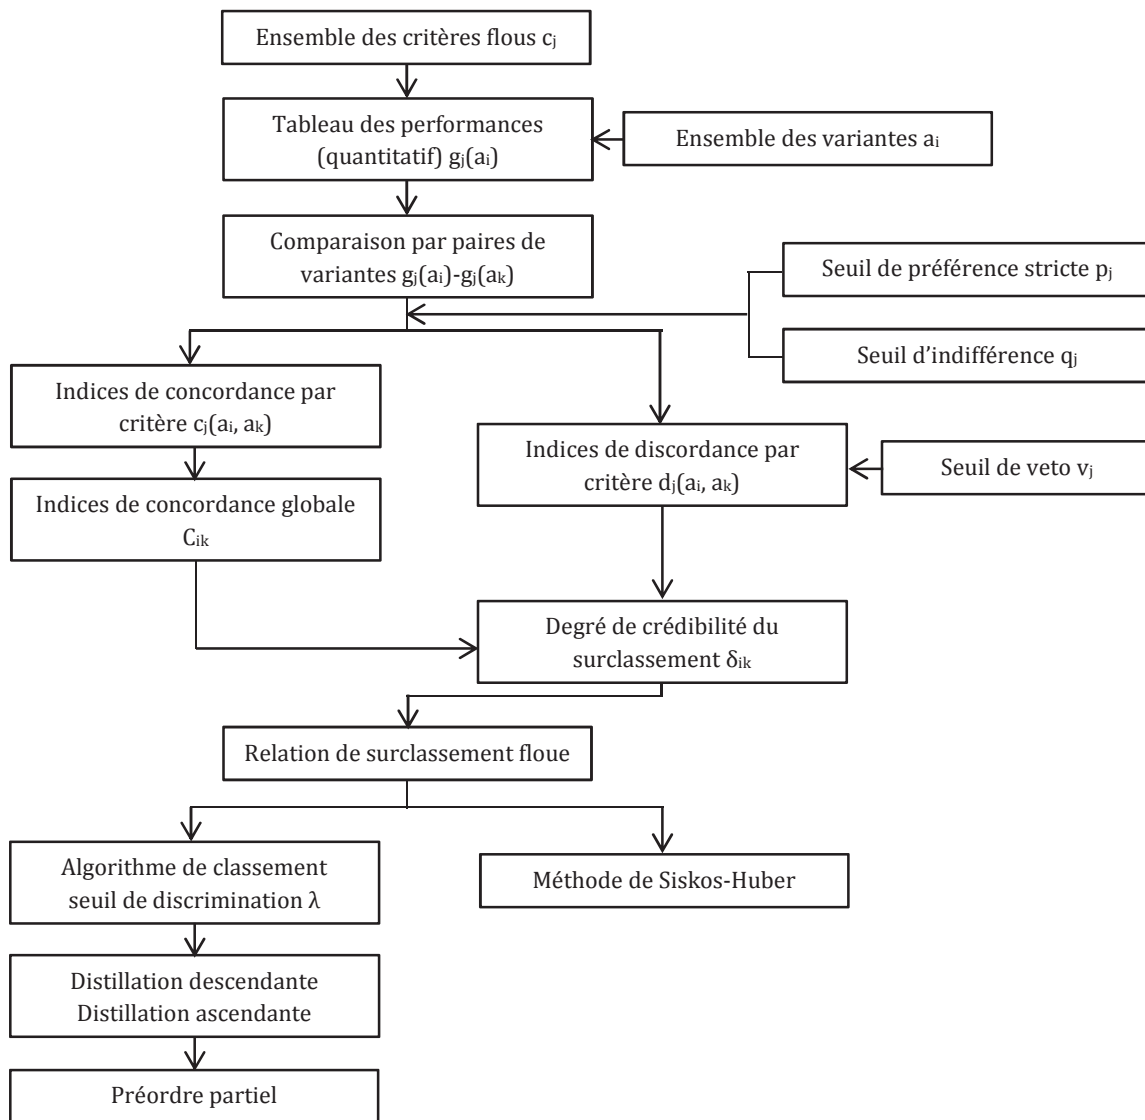 Ensemble des critères flous cⱼ
Tableau des performances
(quantitatif) gⱼ(aᵢ)
Ensemble des variantes aᵢ
Comparaison par paires de
variantes gⱼ(aᵢ)-gⱼ(aₖ)
Seuil de préférence stricte pⱼ
Seuil d'indifférence qⱼ
Indices de concordance par
critère cⱼ(aᵢ, aₖ)
Indices de discordance par
critère dⱼ(aᵢ, aₖ)
Seuil de veto vⱼ
Indices de concordance globale
Cᵢₖ
Degré de crédibilité du
surclassement δᵢₖ
Relation de surclassement floue
Algorithme de classement
seuil de discrimination λ
Méthode de Siskos-Huber
Distillation descendante
Distillation ascendante
Préordre partiel